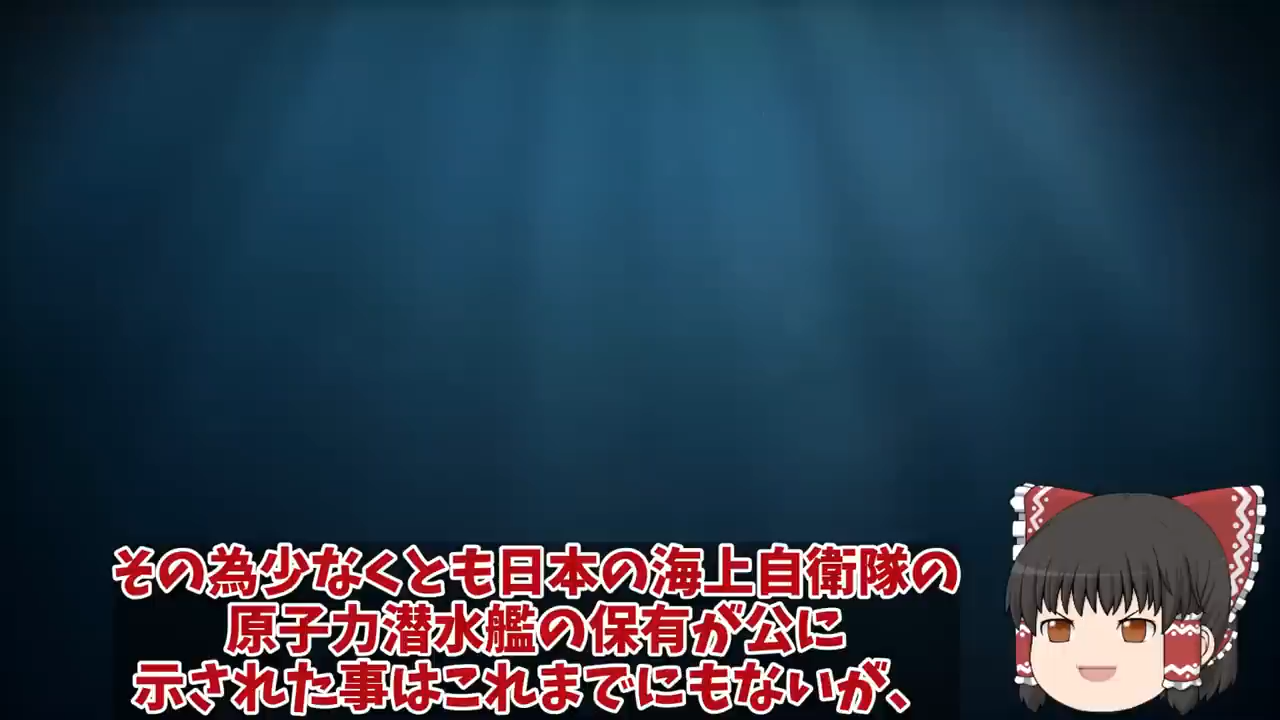 その為少なくとも日本の海上自衛隊の
原子力潜水艦の保有が公に
示された事はこれまでにもないが、